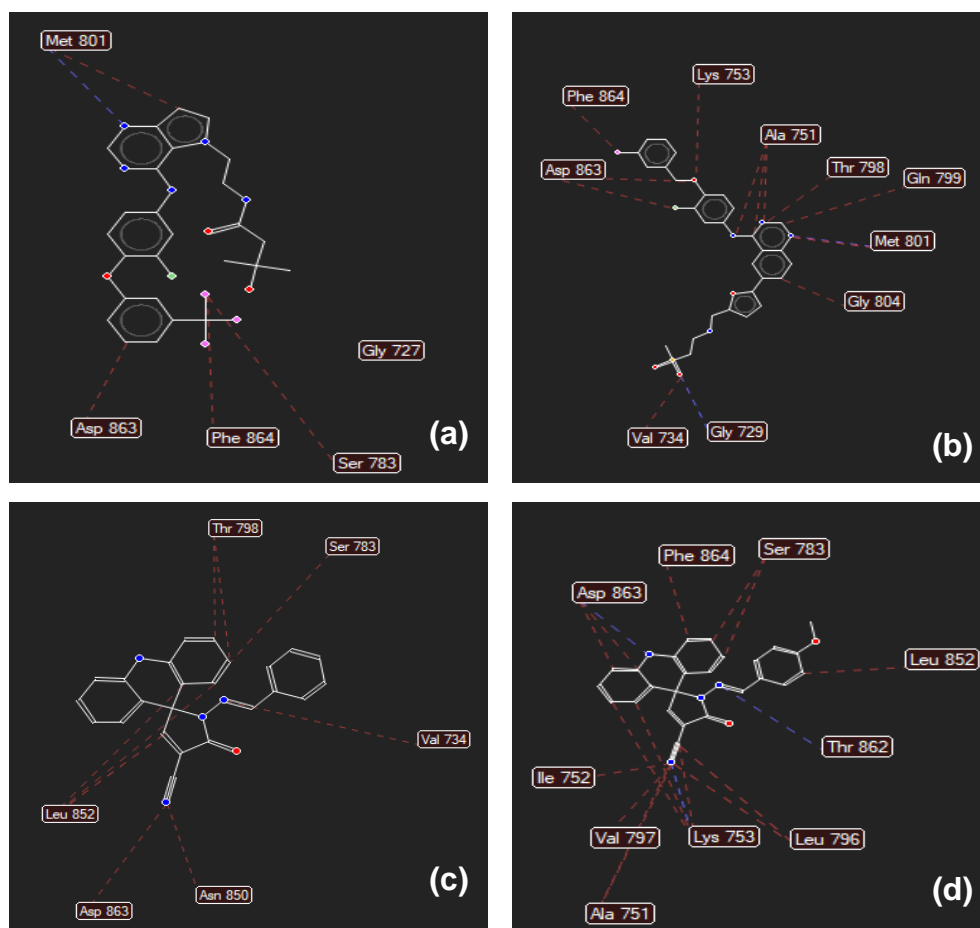 Met 801
Gly 727
Asp 863
Phe 864
Ser 783
(a)
Lys 753
Phe 864
Ala 751
Thr 798
Asp 863
Gln 799
Met 801
Gly 804
Val 734
Gly 729
(b)
Thr 798
Ser 783
Val 734
Leu 852
Asn 850
Asp 863
(c)
Ser 783
Phe 864
Asp 863
Leu 852
Thr 862
Ile 752
Val 797
Lys 753
Leu 796
Ala 751
(d)